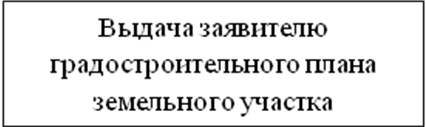 Выдача заявителю
градостроительного плана
земельного участка